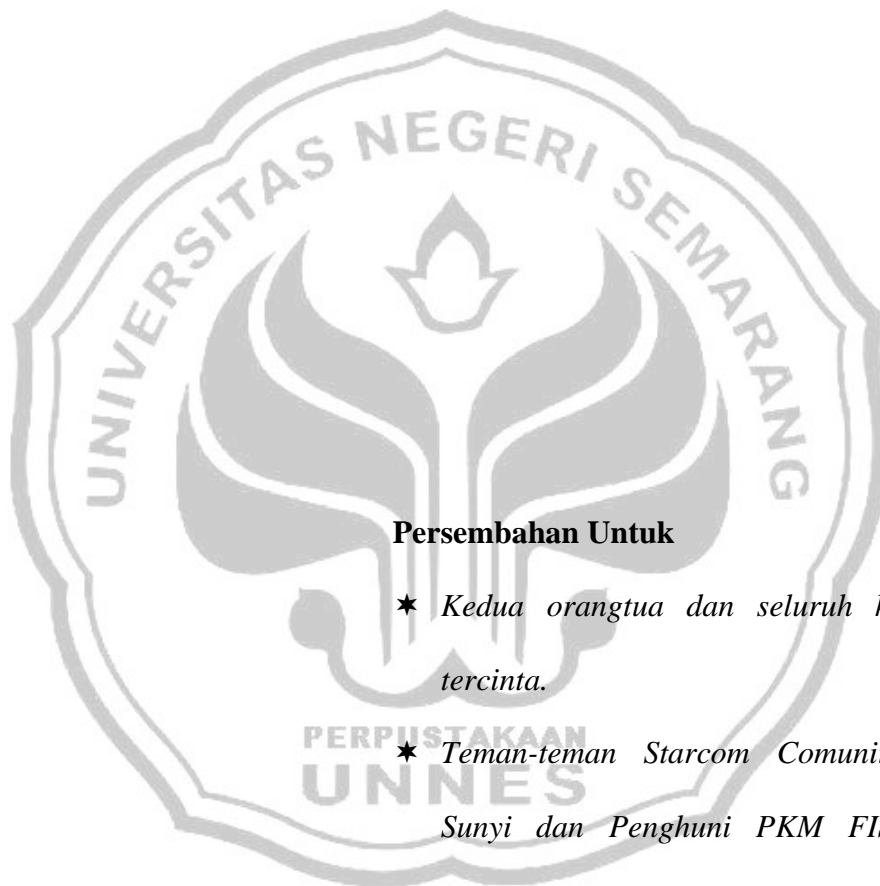 UNIVERSITAS NEGERI SEMARANG
Persembahan Untuk
Kedua orangtua dan seluruh
tercinta.
PERPUSTAKAAN
Teman-teman Starcom
UNNES
Sunyi dan Penghuni PKM